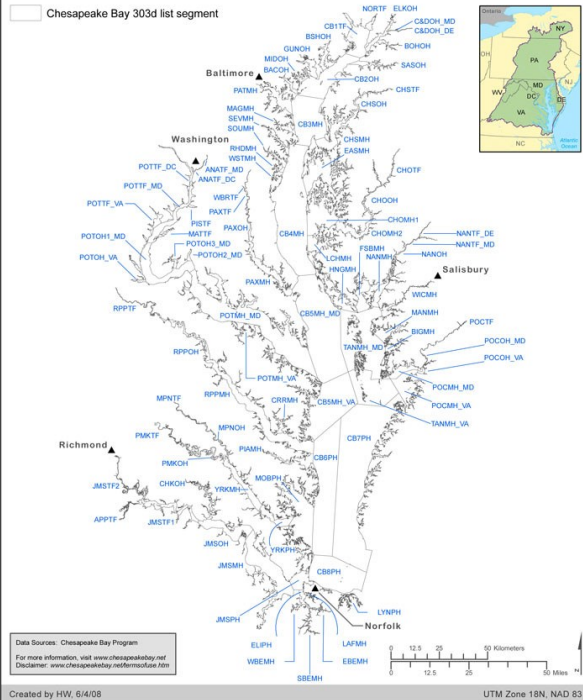 Chesapeake Bay 303d list segment
Ontario
NY
OH
PA
NJ
MD
WV
DC
DE
VA
NC
Atlantic
Ocean
NORTF ELKOH
C&DOH_MD
CB1TF
C&DOH_DE
BSHOH
BOHOH
GUNOH
MIDOH
SASOH
BACOH
Baltimore
CB2OH
PATMH
CHSTF
CHSOH
MAGMH
SEVMH
CB3MH
SOUMH
Washington
CHSMH
RHDMH
EASMH
WSTMH
POTTF_DC
ANATF_MD
CHOTF
ANATF_DC
POTTF_MD
WBRTF
CHOOH
POTTF_VA
PAXTF
CHOMH1
PISTF
PAXOH
MATTF
CB4MH
CHOMH2
NANTF_DE
POTOH1_MD
POTOH3_MD
NANTF_MD
FSBMH
POTOH2_MD
NANOH
POTOH_VA
LCHMH
NANMH
HNGMH
Salisbury
PAXMH
WICMH
RPPTF
POTMH_MD
CB5MH_MD
MANMH
POCTF
BIGMH
POCOH_MD
RPPOH
TANMH_MD
POCOH_VA
POTMH_VA
POCMH_MD
RPPMH
CRRMH
CB5MH_VA
POCMH_VA
MPNTF
TANMH_VA
MPNOH
PMKTF
CB7PH
Richmond
PIAMH
CB6PH
PMKOH
MOBPH
CHKOH
JMSTF2
YRKMH
APPTF
JMSTF1
JMSOH
YRKPH
JMSMH
CB8PH
LYNPH
JMSPH
Norfolk
ELIPH
LAFMH
WBEMH
EBEMH
SBEMH
Data Sources: Chesapeake Bay Program
For more information, visit www.chesapeakebay.net
Disclaimer: www.chesapeakebay.net/termsofuse.htm
0 12.5 25 50 Kilometers
0 12.5 25 50 Miles
Created by HW, 6/4/08
UTM Zone 18N, NAD 83